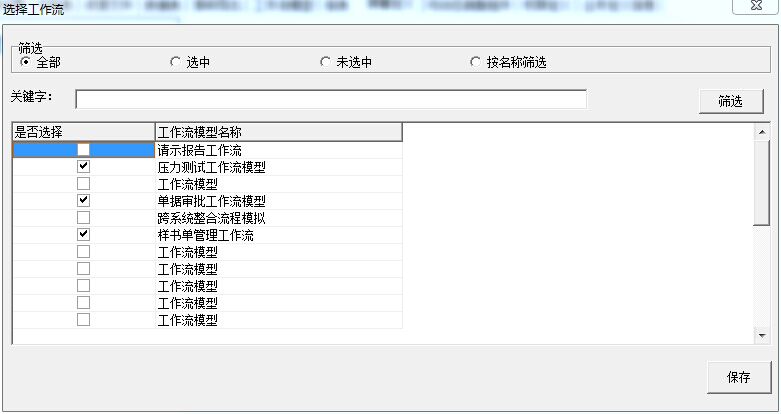 选择工作流
筛选
全部 选中 未选中 按名称筛选
关键字: 筛选
是否选择 工作流模型名称
请示报告工作流
压力测试工作流模型
工作流模型
单据审批工作流模型
跨系统整合流程模拟
样书单管理工作流
工作流模型
工作流模型
工作流模型
工作流模型
工作流模型
保存